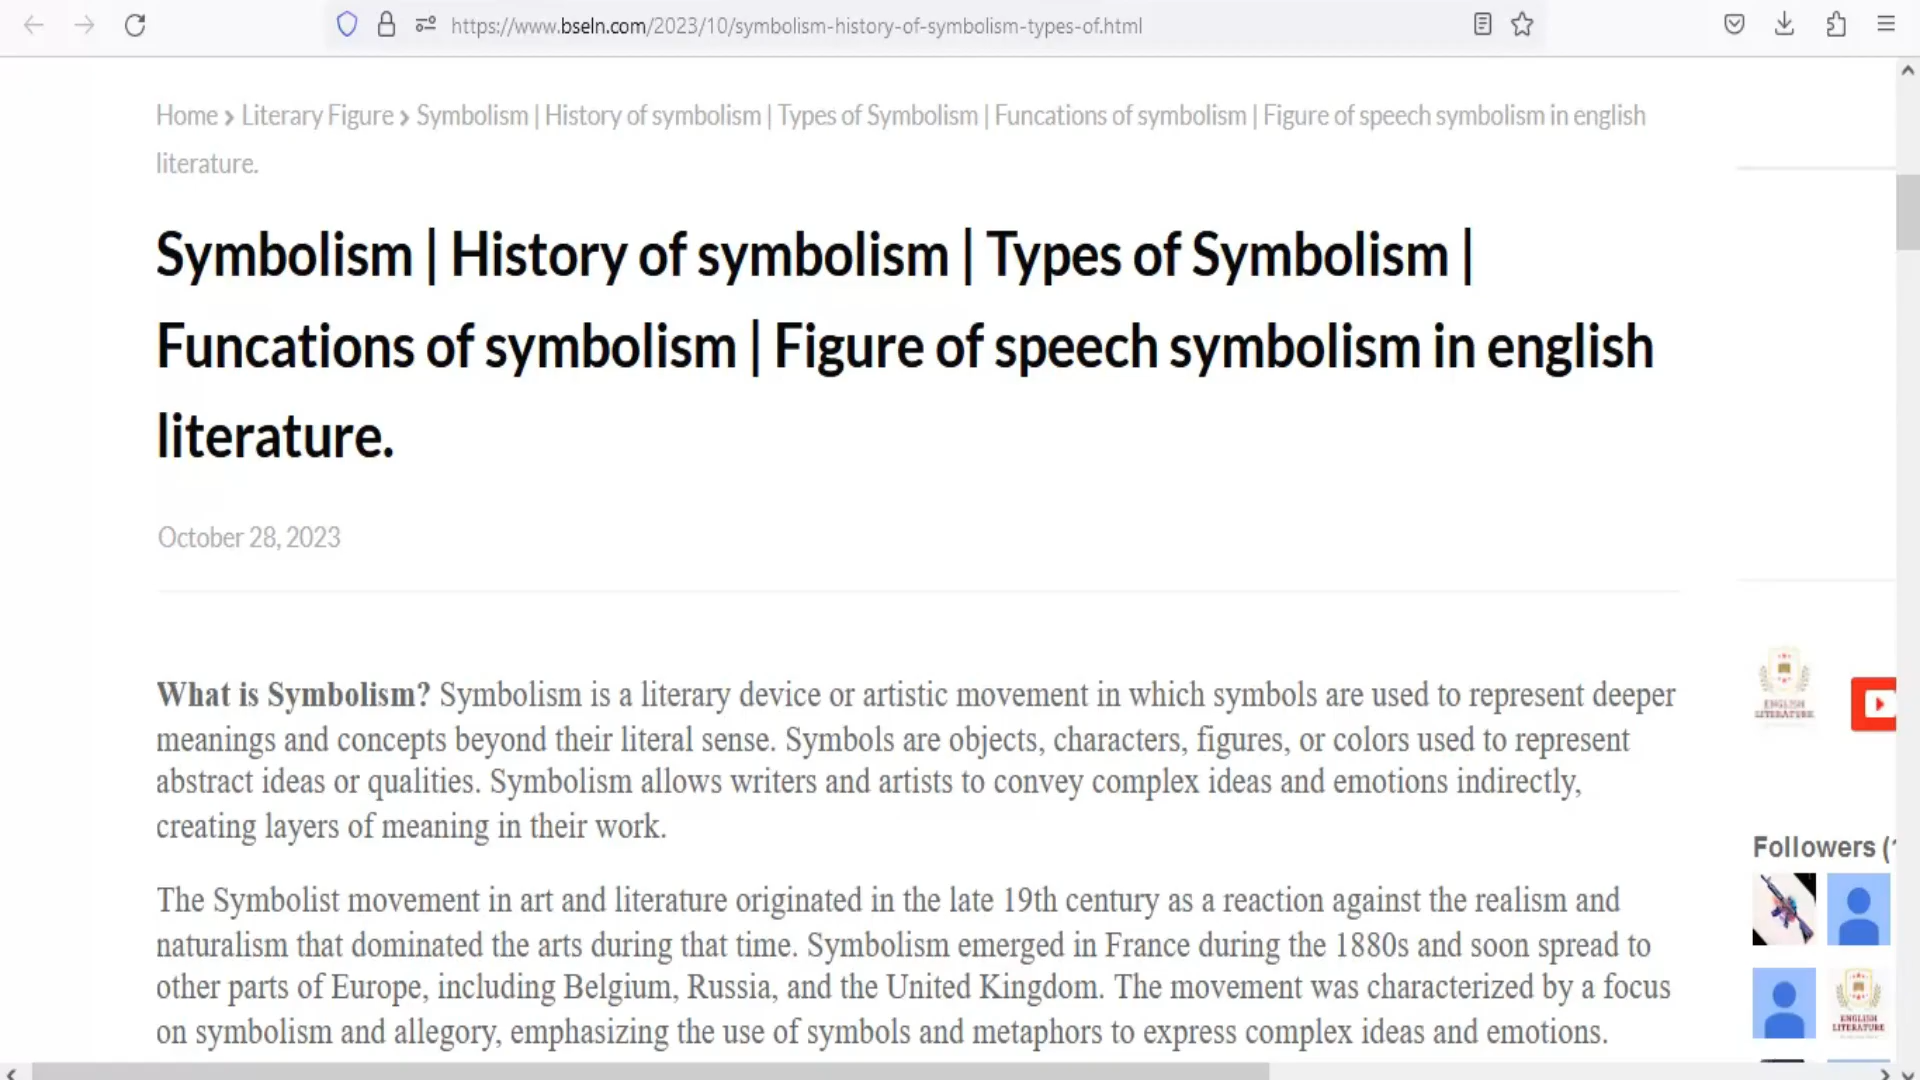 https://www.bseln.com/2023/10/symbolism-history-of-symbolism-types-of.html
Home › Literary Figure › Symbolism | History of symbolism | Types of Symbolism | Funcations of symbolism | Figure of speech symbolism in english
literature.
Symbolism | History of symbolism | Types of Symbolism |
Funcations of symbolism | Figure of speech symbolism in english
literature.
October 28, 2023
What is Symbolism? Symbolism is a literary device or artistic movement in which symbols are used to represent deeper
meanings and concepts beyond their literal sense. Symbols are objects, characters, figures, or colors used to represent
abstract ideas or qualities. Symbolism allows writers and artists to convey complex ideas and emotions indirectly,
creating layers of meaning in their work.
The Symbolist movement in art and literature originated in the late 19th century as a reaction against the realism and
naturalism that dominated the arts during that time. Symbolism emerged in France during the 1880s and soon spread to
other parts of Europe, including Belgium, Russia, and the United Kingdom. The movement was characterized by a focus
on symbolism and allegory, emphasizing the use of symbols and metaphors to express complex ideas and emotions.
ENGLISH
LITERATURE
Followers (
ENGLISH
LITERATURE